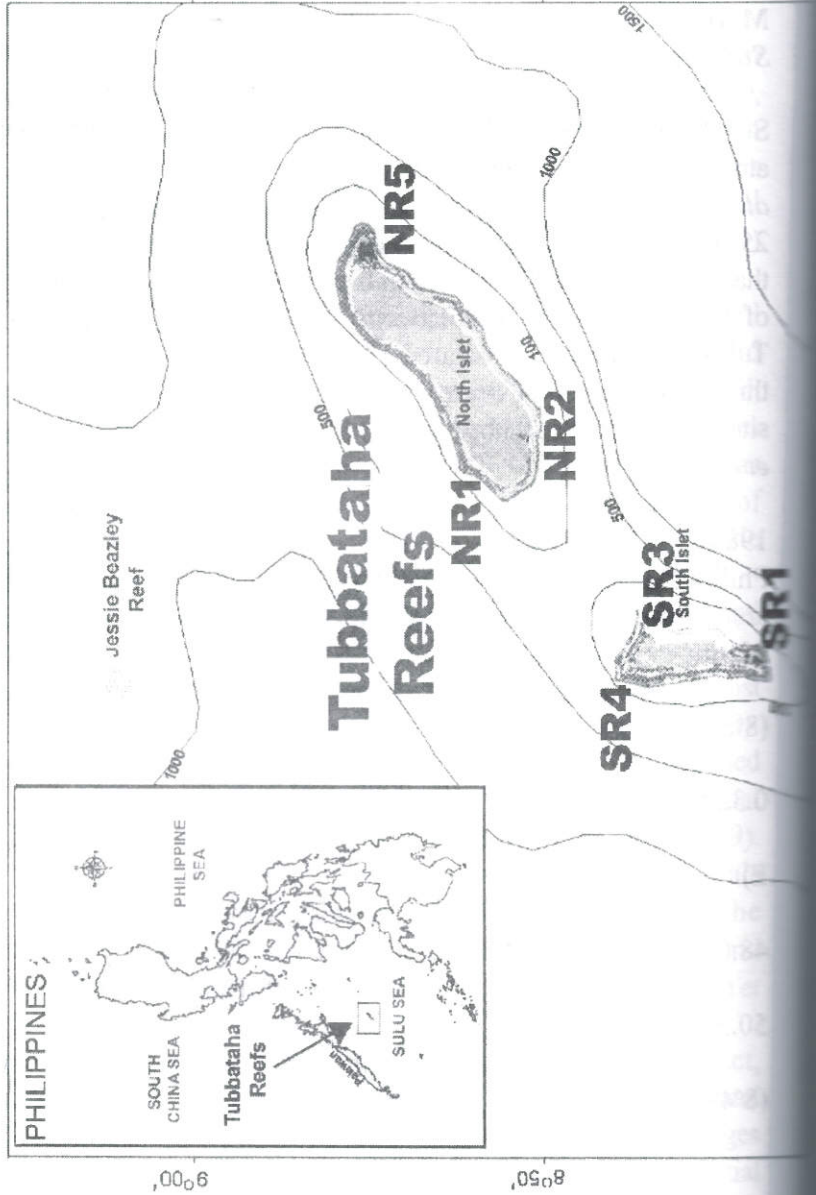 PHILIPPINES
SOUTH
CHINA SEA
PHILIPPINE
SEA
Tubbataha
Reefs
Palawan
SULU SEA
Jessie Beazley
Reef
Tubbataha
Reefs
1000
500
NR1
North Islet
NR5
100
NR2
1000
1500
500
SR4
SR3
South Islet
SR1
9°00'
8°50'